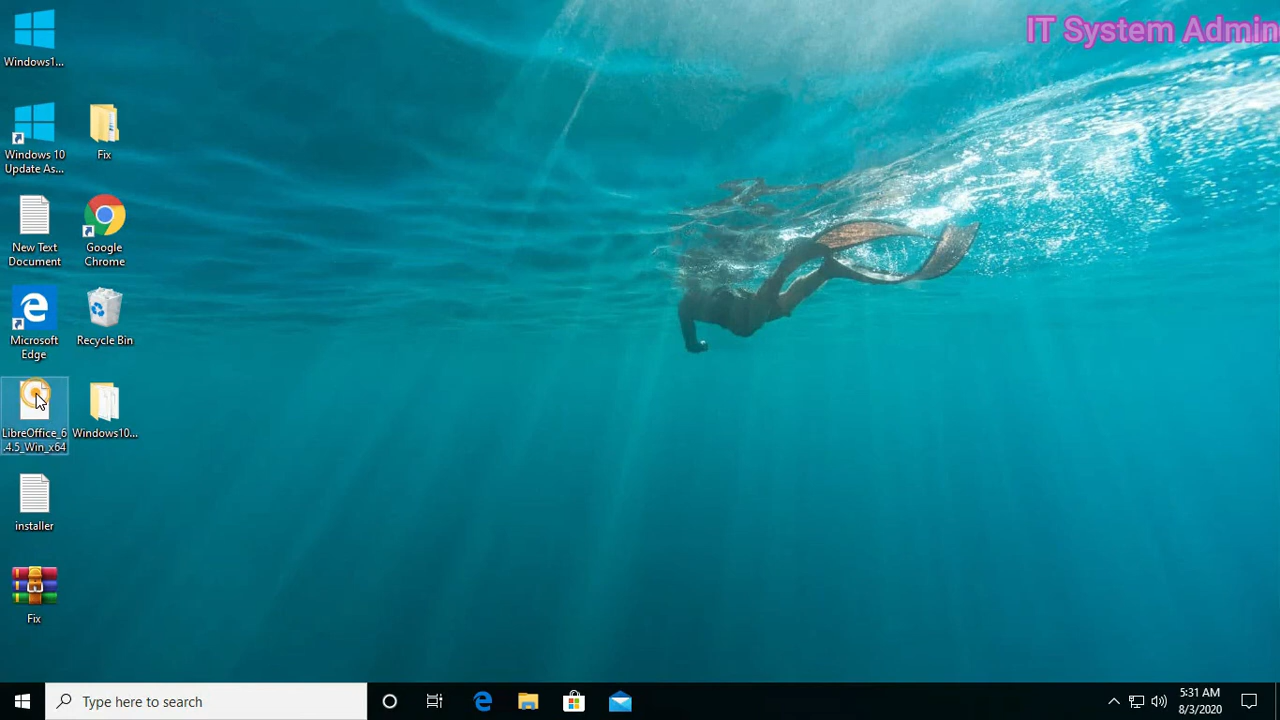 IT System Admin
Windows1...
Windows 10
Update As...
Fix
New Text
Document
Google
Chrome
Microsoft
Edge
Recycle Bin
LibreOffice_6
.4.5_Win_x64
Windows10...
installer
Fix
Type here to search
5:31 AM
8/3/2020